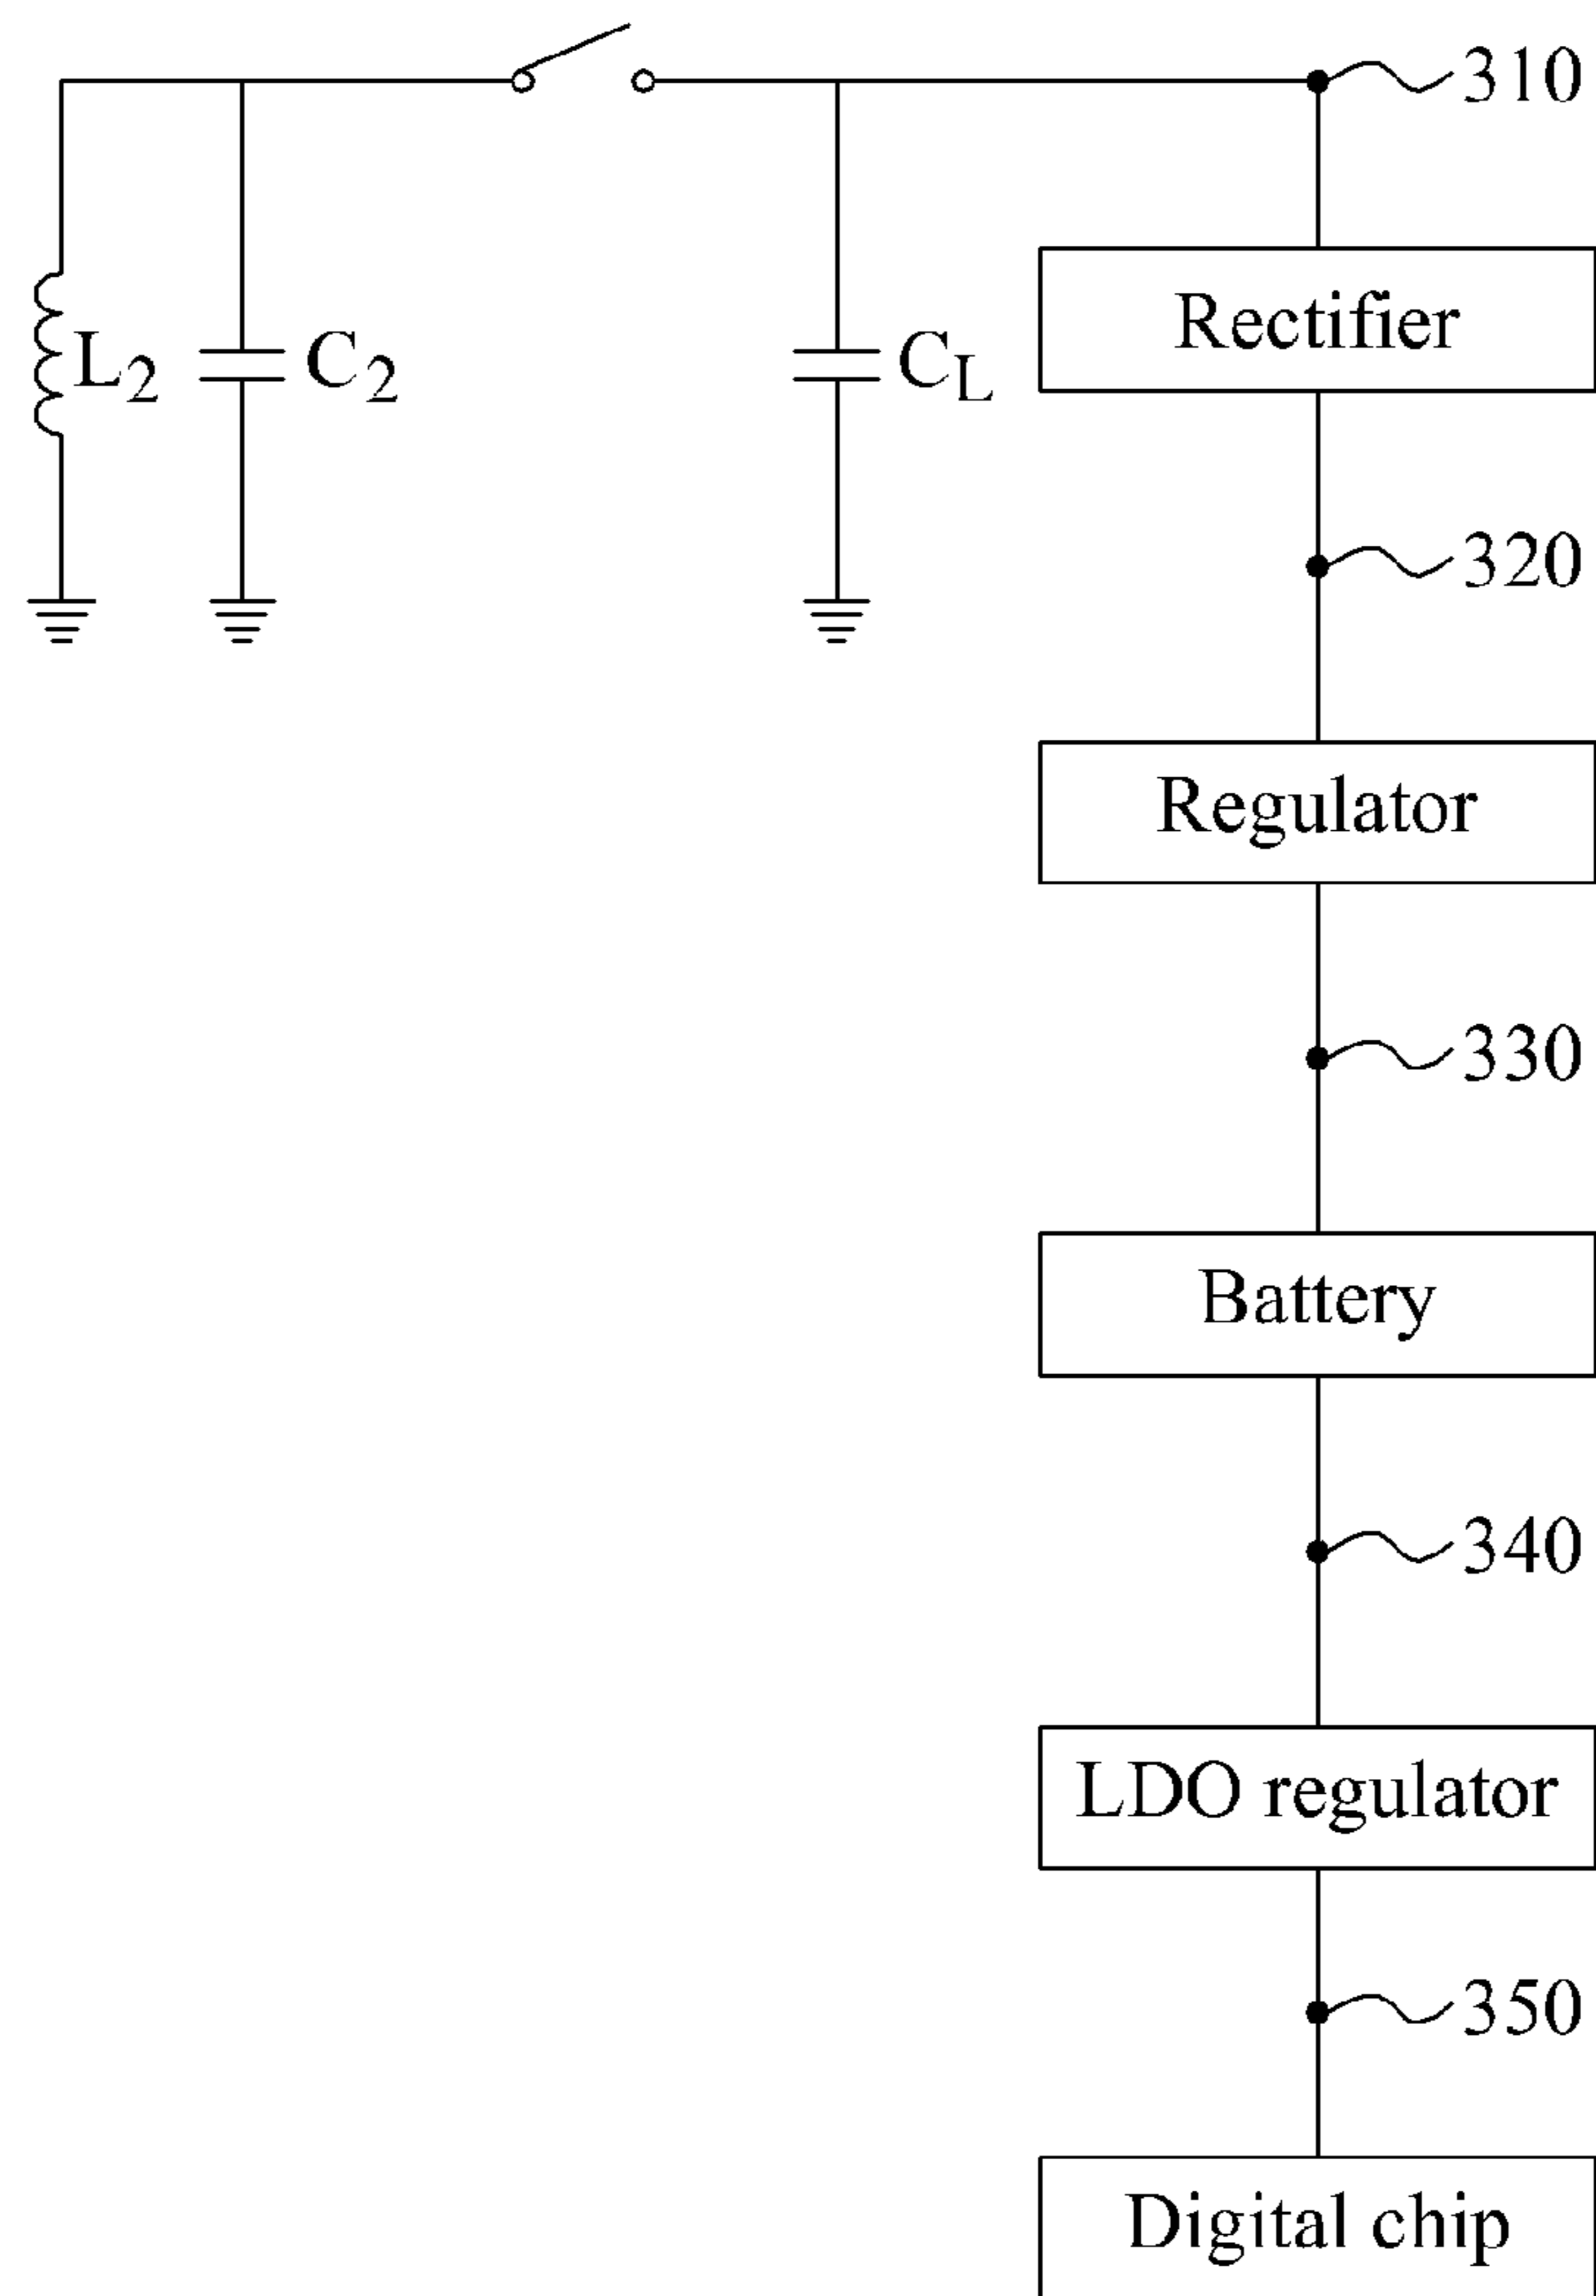 310
Rectifier
L2
C2
CL
320
Regulator
330
Battery
340
LDO regulator
350
Digital chip